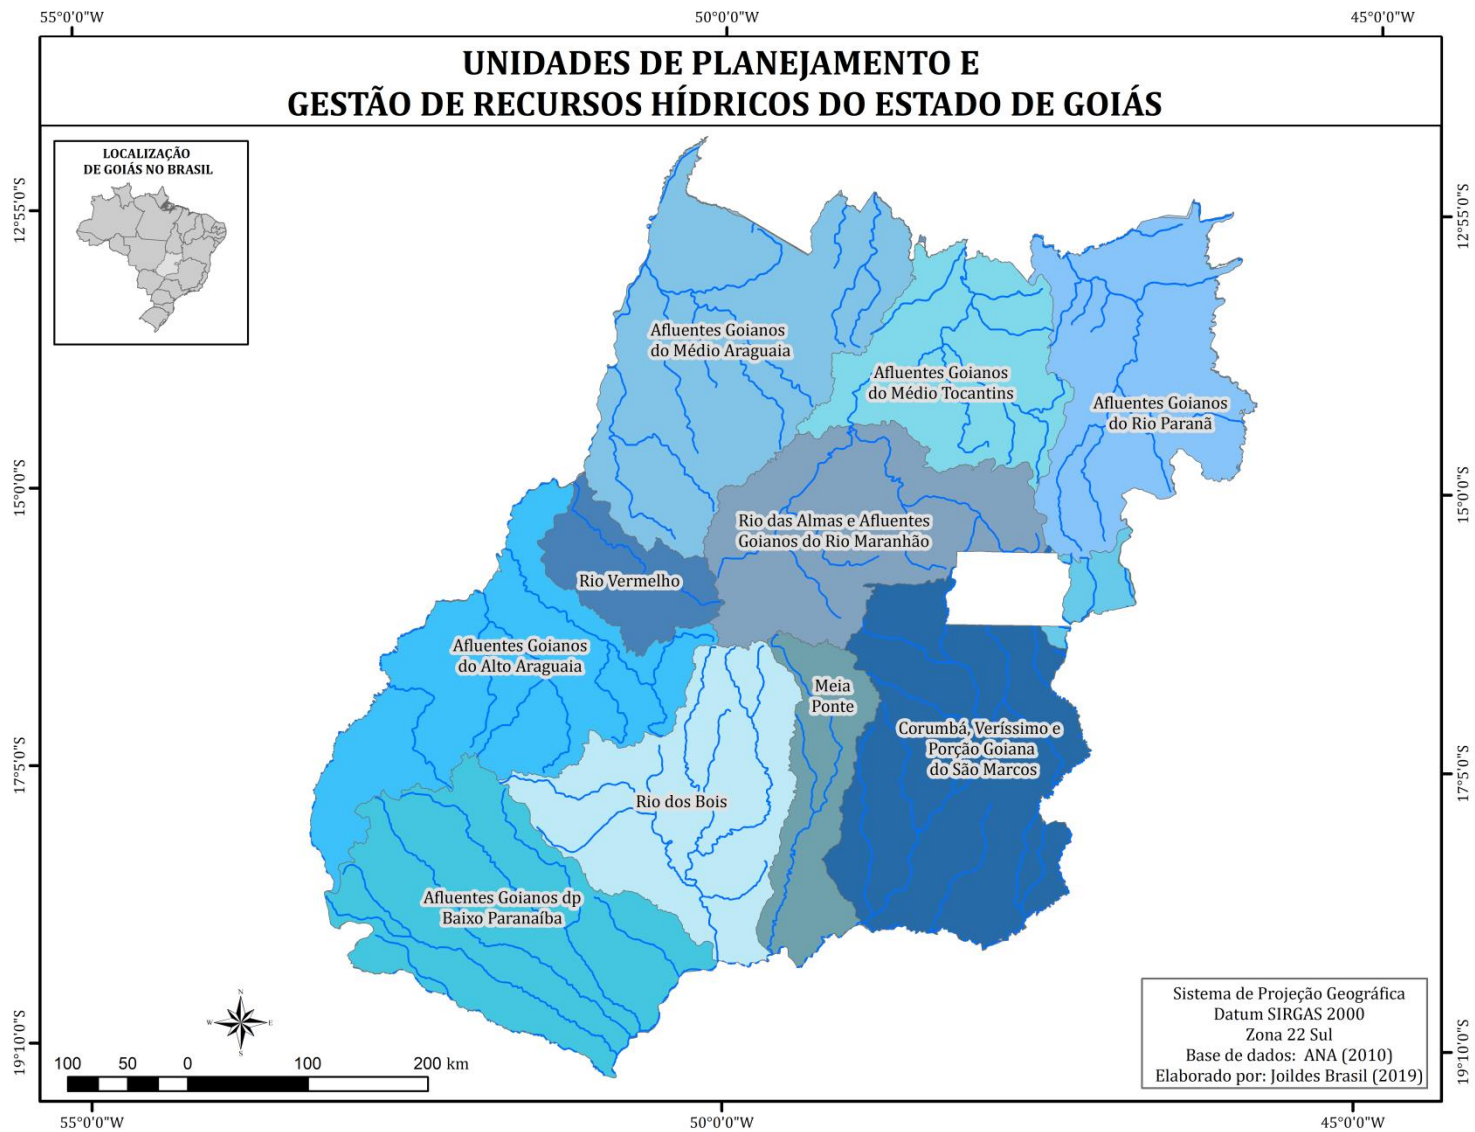 55°0'0"W
50°0'0"W
45°0'0"W
UNIDADES DE PLANEJAMENTO E
GESTÃO DE RECURSOS HÍDRICOS DO ESTADO DE GOIÁS
LOCALIZAÇÃO
DE GOIÁS NO BRASIL
12°55'0"S
12°55'0"S
Afluentes Goianos
do Médio Araguaia
Afluentes Goianos
do Médio Tocantins
Afluentes Goianos
do Rio Paranã
15°0'0"S
15°0'0"S
Rio das Almas e Afluentes
Goianos do Rio Maranhão
Rio Vermelho
Afluentes Goianos
do Alto Araguaia
Meia
Ponte
Corumbá, Veríssimo e
Porção Goiana
do São Marcos
17°5'0"S
17°5'0"S
Rio dos Bois
Afluentes Goianos dp
Baixo Paranaíba
N
W
E
S
19°10'0"S
19°10'0"S
100 50 0 100 200 km
Sistema de Projeção Geográfica
Datum SIRGAS 2000
Zona 22 Sul
Base de dados: ANA (2010)
Elaborado por: Joildes Brasil (2019)
55°0'0"W
50°0'0"W
45°0'0"W